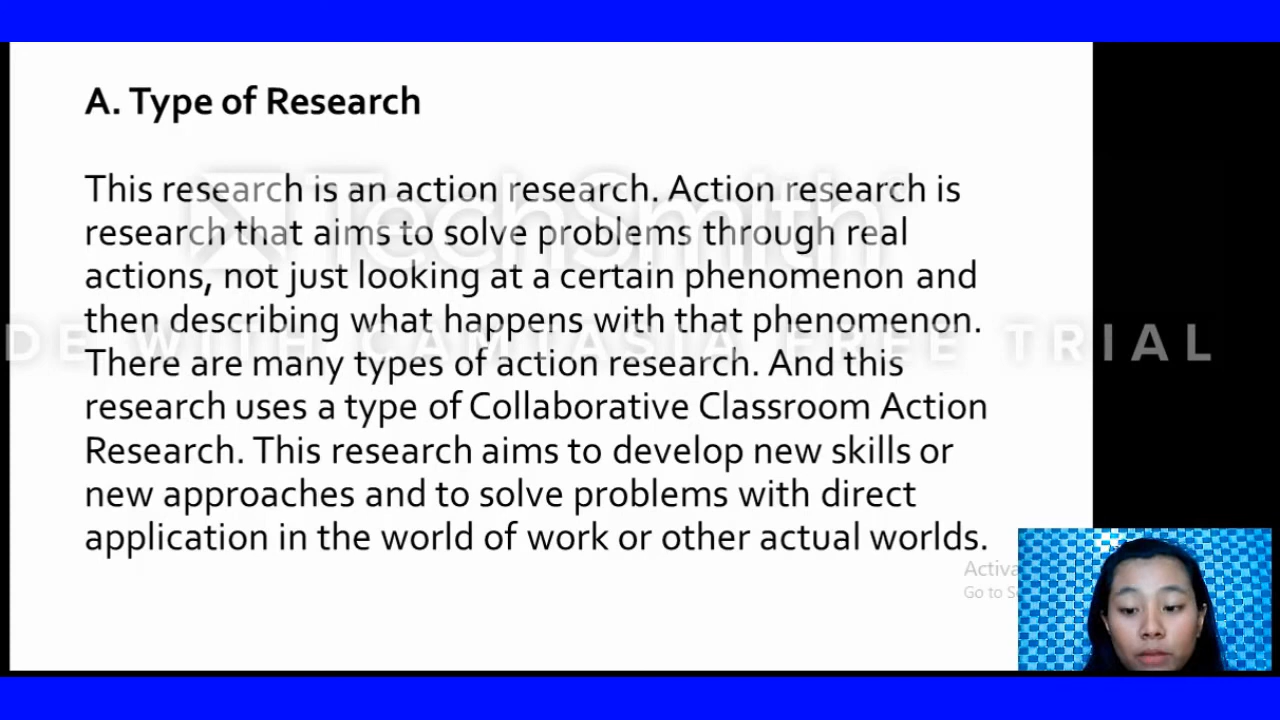 A. Type of Research
This research is an action research. Action research is
research that aims to solve problems through real
actions, not just looking at a certain phenomenon and
then describing what happens with that phenomenon.
There are many types of action research. And this
research uses a type of Collaborative Classroom Action
Research. This research aims to develop new skills or
new approaches and to solve problems with direct
application in the world of work or other actual worlds.
TechSmith
WITH CAMTASIA FREE TRIAL
Go to